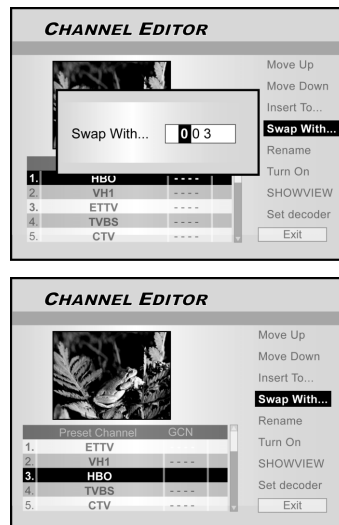 CHANNEL EDITOR
Move Up
Move Down
Insert To...
Swap With...
Rename
Turn On
SHOWVIEW
Set decoder
Exit
Swap With... 0 0 3
1. HBO - - - -
2. VH1 - - - -
3. ETTV - - - -
4. TVBS - - - -
5. CTV - - - -
CHANNEL EDITOR
Move Up
Move Down
Insert To...
Swap With...
Rename
Turn On
SHOWVIEW
Set decoder
Exit
Preset Channel GCN
1. ETTV
2. VH1 - - - -
3. HBO
4. TVBS - - - -
5. CTV - - - -